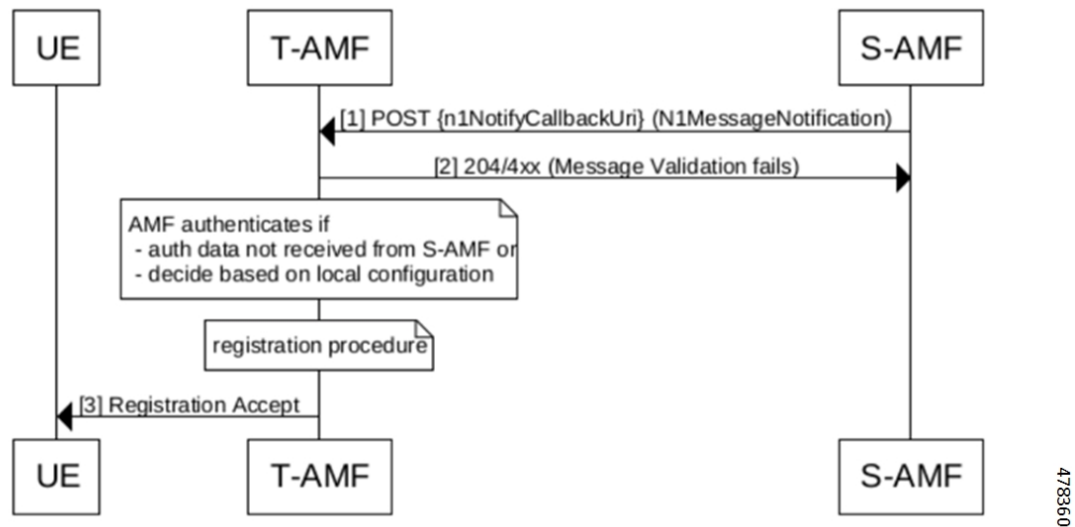 UE
T-AMF
S-AMF
[1] POST {n1NotifyCallbackUri} (N1MessageNotification)
[2] 204/4xx (Message Validation fails)
AMF authenticates if
- auth data not received from S-AMF or
- decide based on local configuration
registration procedure
[3] Registration Accept
UE
T-AMF
S-AMF
478360